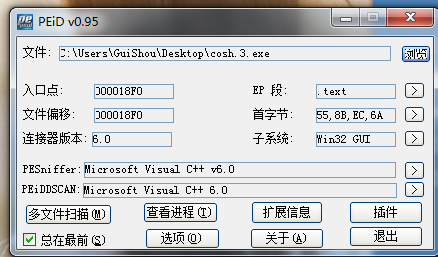 PEiD v0.95
文件: C:\Users\GuiShou\Desktop\cosh.3.exe 浏览
入口点: 000018F0 EP 段: .text >
文件偏移: 000018F0 首字节: 55,8B,EC,6A >
连接器版本: 6.0 子系统: Win32 GUI >
PESniffer: Microsoft Visual C++ v6.0 >
PEiDDSCAN: Microsoft Visual C++ 6.0 >
多文件扫描(M) 查看进程(T) 扩展信息 插件
总在最前(S) 选项(O) 关于(A) 退出